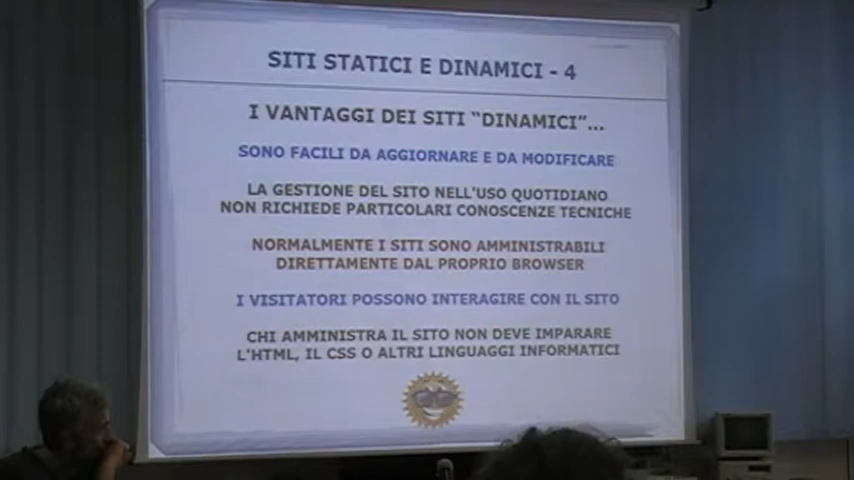 SITI STATICI E DINAMICI - 4
I VANTAGGI DEI SITI “DINAMICI”...
SONO FACILI DA AGGIORNARE E DA MODIFICARE
LA GESTIONE DEL SITO NELL'USO QUOTIDIANO
NON RICHIEDE PARTICOLARI CONOSCENZE TECNICHE
NORMALMENTE I SITI SONO AMMINISTRABILI
DIRETTAMENTE DAL PROPRIO BROWSER
I VISITATORI POSSONO INTERAGIRE CON IL SITO
CHI AMMINISTRA IL SITO NON DEVE IMPARARE
L'HTML, IL CSS O ALTRI LINGUAGGI INFORMATICI